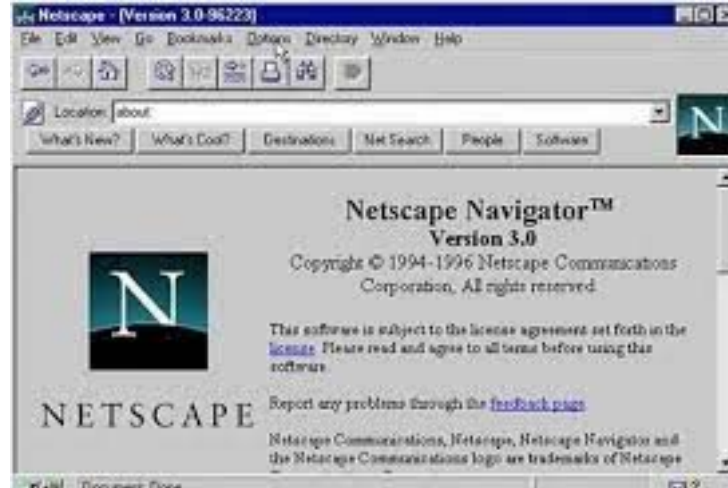 Netscape - [Version 3.0-96223]
File Edit View Go Bookmarks Options Directory Window Help
Location: about:
What's New? What's Cool? Destinations Net Search People Software
N
N
NETSCAPE
Netscape Navigator™
Version 3.0
Copyright © 1994-1996 Netscape Communications
Corporation, All rights reserved
This software is subject to the license agreement set forth in the
license. Please read and agree to all terms before using this
software.
Report any problems through the feedback page.
Netscape Communications, Netscape, Netscape Navigator and
the Netscape Communications logo are trademarks of Netscape
Document: Done